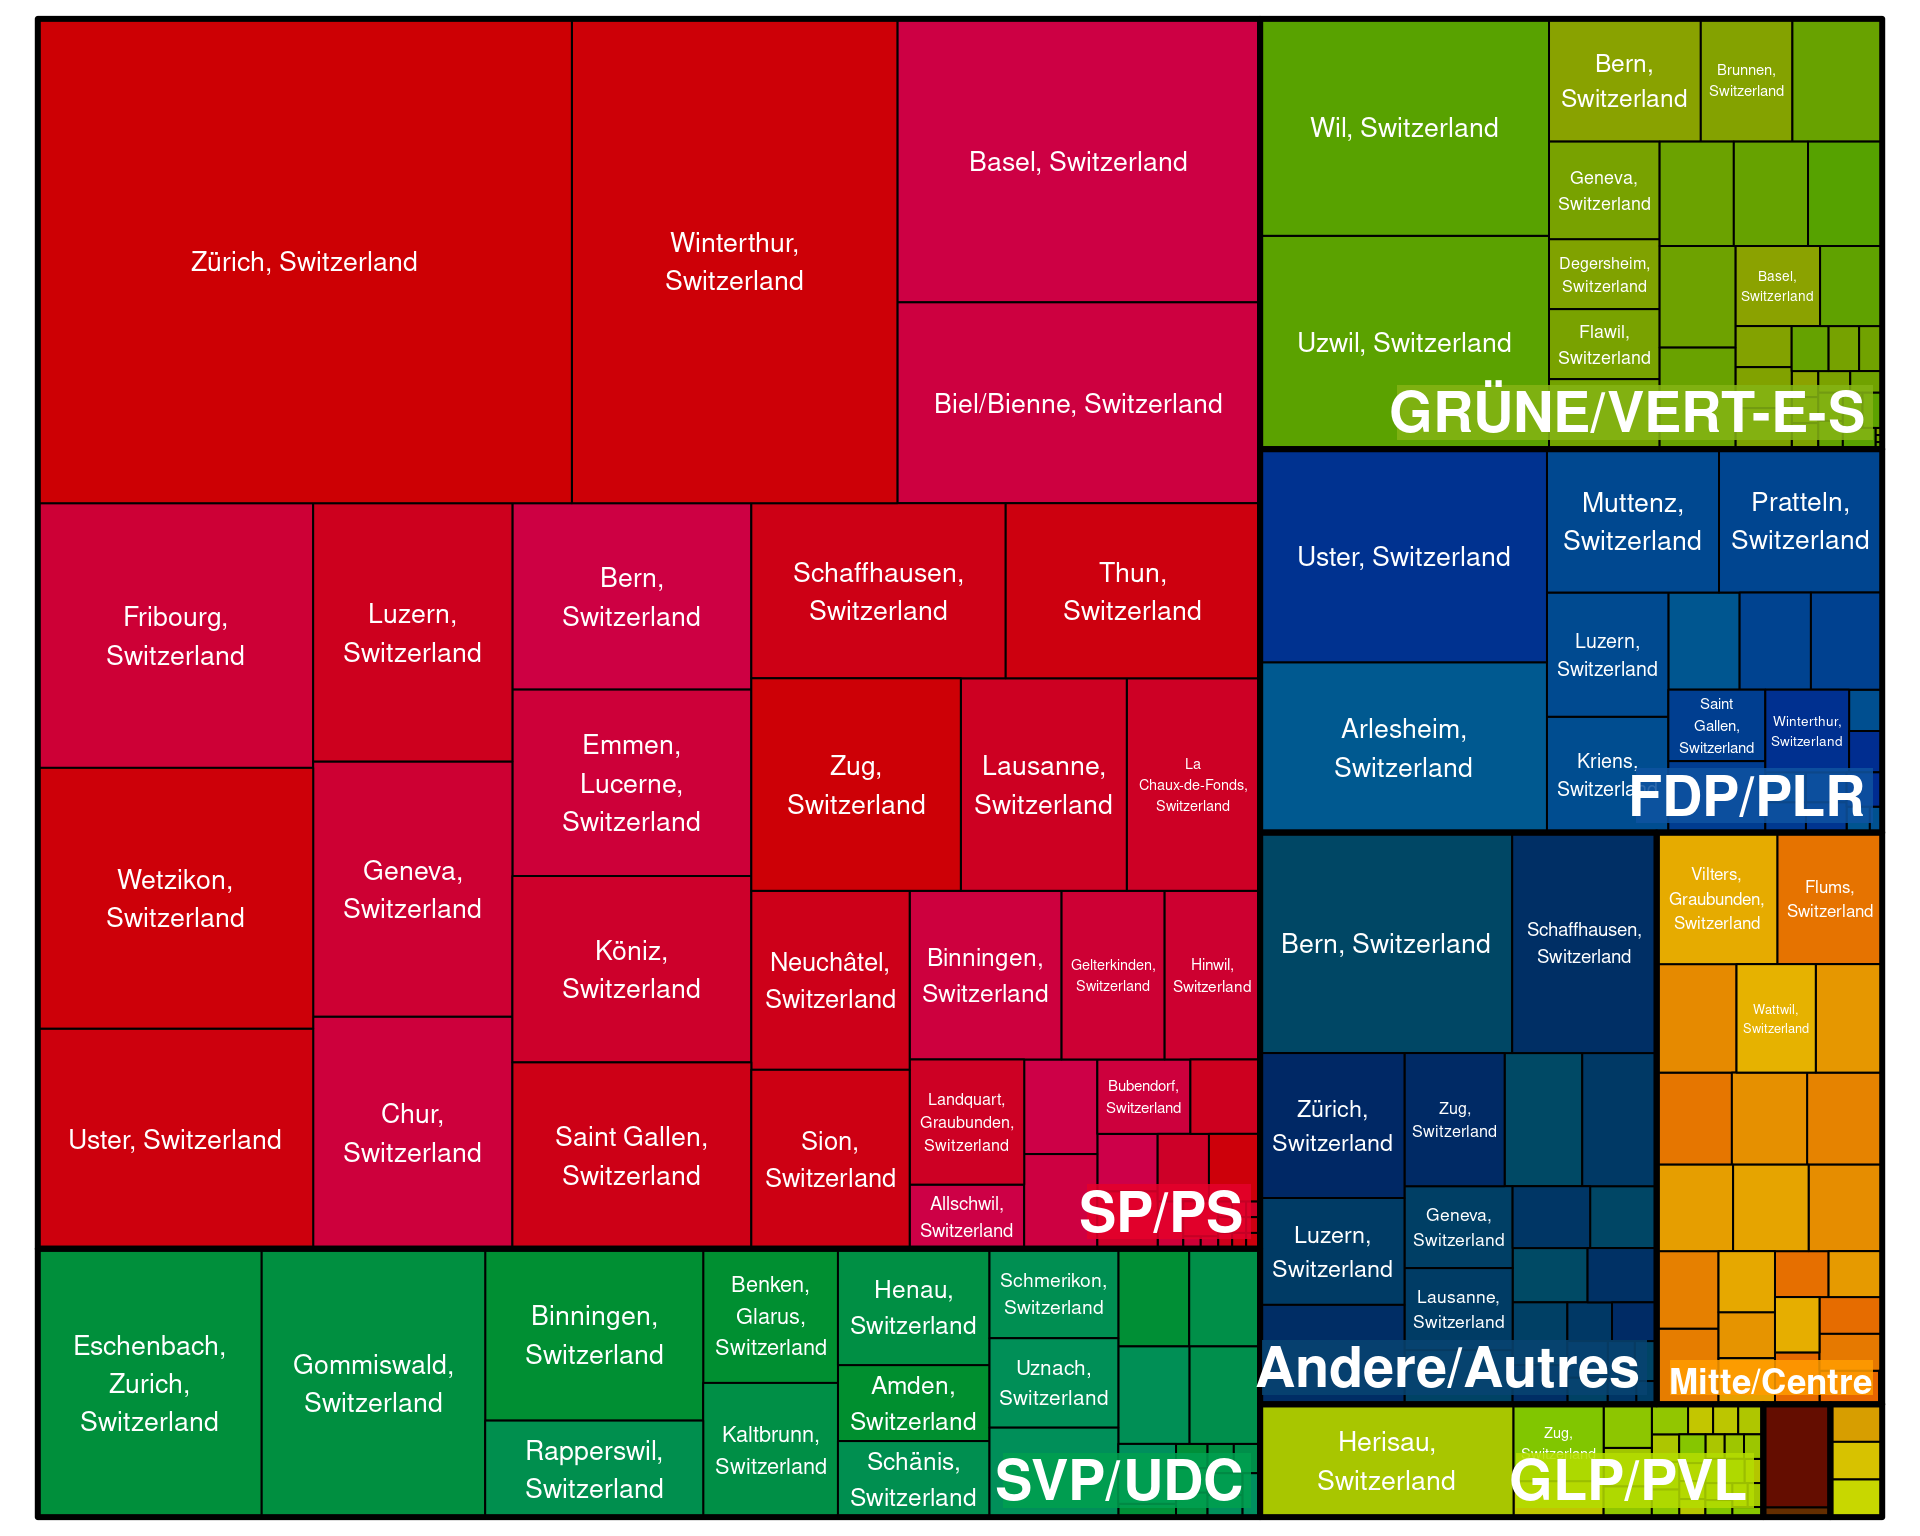 Zürich, Switzerland
Winterthur,
Switzerland
Basel, Switzerland
Biel/Bienne, Switzerland
Fribourg,
Switzerland
Luzern,
Switzerland
Bern,
Switzerland
Schaffhausen,
Switzerland
Thun,
Switzerland
Emmen,
Lucerne,
Switzerland
Zug,
Switzerland
Lausanne,
Switzerland
La
Chaux-de-Fonds,
Switzerland
Wetzikon,
Switzerland
Geneva,
Switzerland
Köniz,
Switzerland
Neuchâtel,
Switzerland
Binningen,
Switzerland
Gelterkinden,
Switzerland
Hinwil,
Switzerland
Uster, Switzerland
Chur,
Switzerland
Saint Gallen,
Switzerland
Sion,
Switzerland
Landquart,
Graubunden,
Switzerland
Bubendorf,
Switzerland
Allschwil,
Switzerland
SP/PS
Eschenbach,
Zurich,
Switzerland
Gommiswald,
Switzerland
Binningen,
Switzerland
Rapperswil,
Switzerland
Benken,
Glarus,
Switzerland
Kaltbrunn,
Switzerland
Henau,
Switzerland
Amden,
Switzerland
Schänis,
Switzerland
Schmerikon,
Switzerland
Uznach,
Switzerland
SVP/UDC
Wil, Switzerland
Uzwil, Switzerland
Bern,
Switzerland
Brunnen,
Switzerland
Geneva,
Switzerland
Degersheim,
Switzerland
Flawil,
Switzerland
Basel,
Switzerland
GRÜNE/VERT-E-S
Uster, Switzerland
Arlesheim,
Switzerland
Muttenz,
Switzerland
Pratteln,
Switzerland
Luzern,
Switzerland
Kriens,
Switzerland
Saint
Gallen,
Switzerland
Winterthur,
Switzerland
FDP/PLR
Bern, Switzerland
Schaffhausen,
Switzerland
Zürich,
Switzerland
Zug,
Switzerland
Luzern,
Switzerland
Geneva,
Switzerland
Lausanne,
Switzerland
Andere/Autres
Vilters,
Graubunden,
Switzerland
Flums,
Switzerland
Wattwil,
Switzerland
Mitte/Centre
Herisau,
Switzerland
Zug,
Switzerland
GLP/PVL